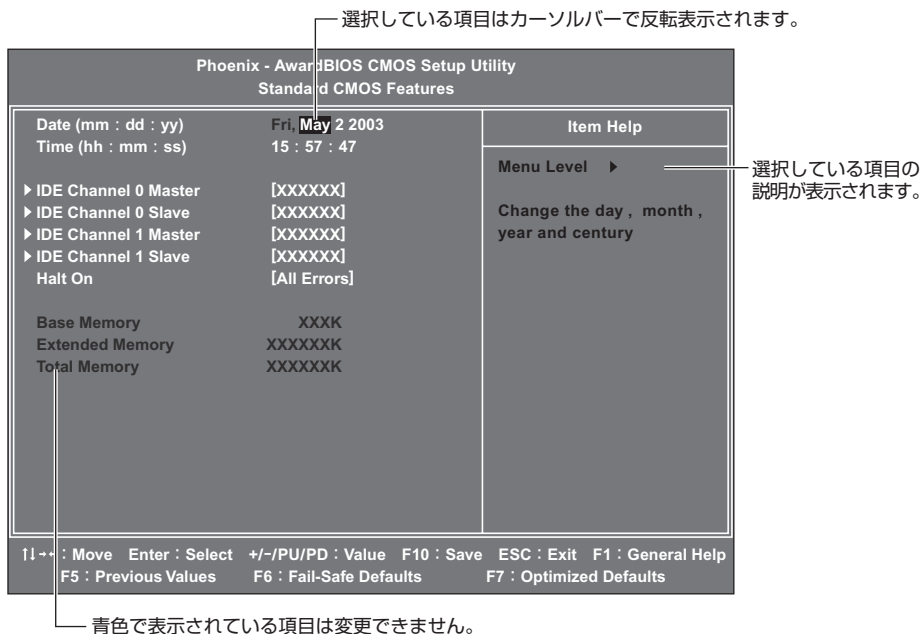 選択している項目はカーソルバーで反転表示されます。
Phoenix - AwardBIOS CMOS Setup Utility
Standard CMOS Features
Date (mm : dd : yy) Fri, May 2 2003
Time (hh : mm : ss) 15 : 57 : 47
IDE Channel 0 Master [XXXXXX]
IDE Channel 0 Slave [XXXXXX]
IDE Channel 1 Master [XXXXXX]
IDE Channel 1 Slave [XXXXXX]
Halt On [All Errors]
Base Memory XXXK
Extended Memory XXXXXXK
Total Memory XXXXXXK
Item Help
Menu Level
Change the day , month ,
year and century
選択している項目の
説明が表示されます。
↑↓→←: Move Enter : Select +/-/PU/PD : Value F10 : Save ESC : Exit F1 : General Help
F5 : Previous Values F6 : Fail-Safe Defaults F7 : Optimized Defaults
青色で表示されている項目は変更できません。